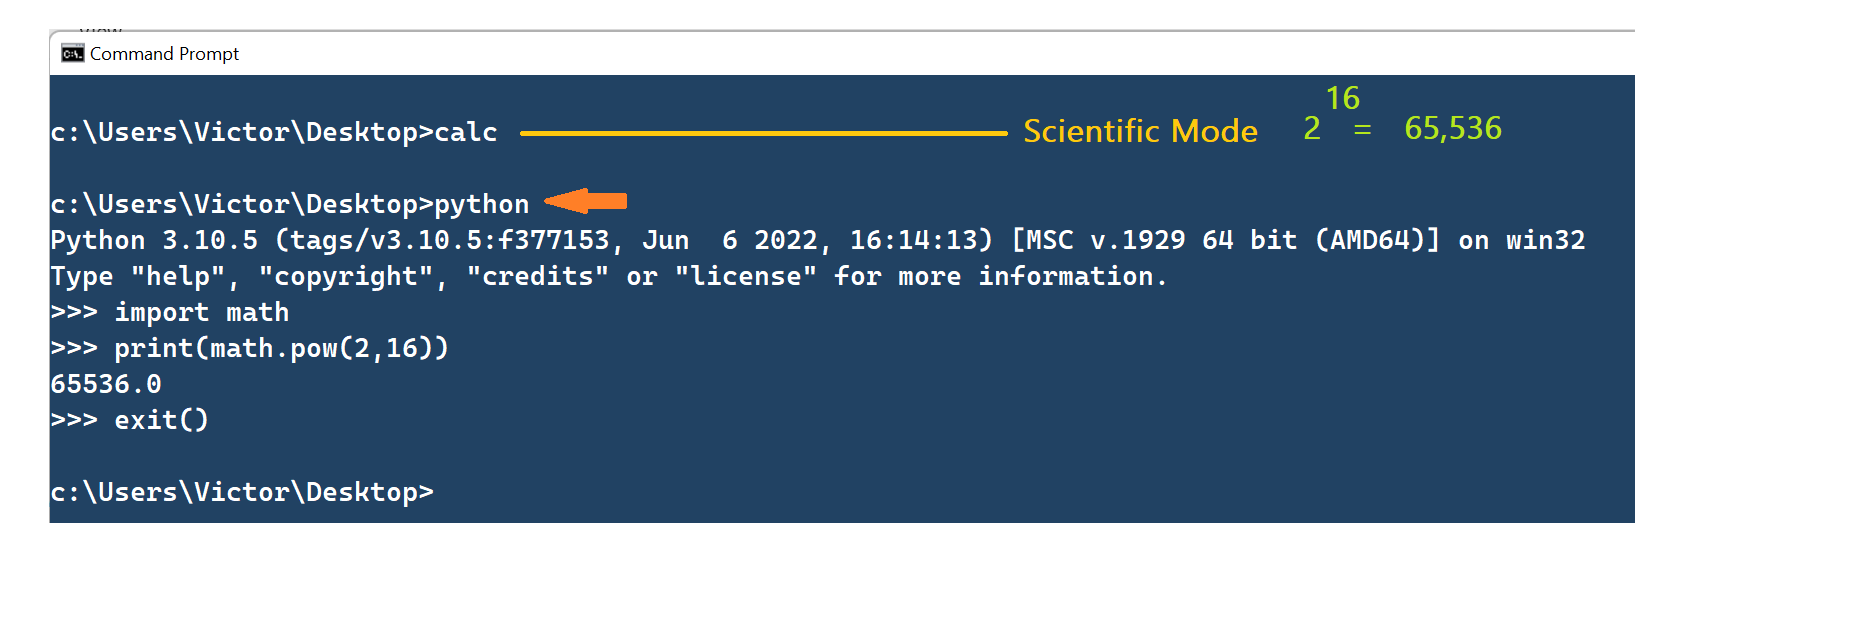 Command Prompt
c:\Users\Victor\Desktop>calc Scientific Mode 2 16 = 65,536
c:\Users\Victor\Desktop>python
Python 3.10.5 (tags/v3.10.5:f377153, Jun  6 2022, 16:14:13) [MSC v.1929 64 bit (AMD64)] on win32
Type "help", "copyright", "credits" or "license" for more information.
>>> import math
>>> print(math.pow(2,16))
65536.0
>>> exit()
c:\Users\Victor\Desktop>